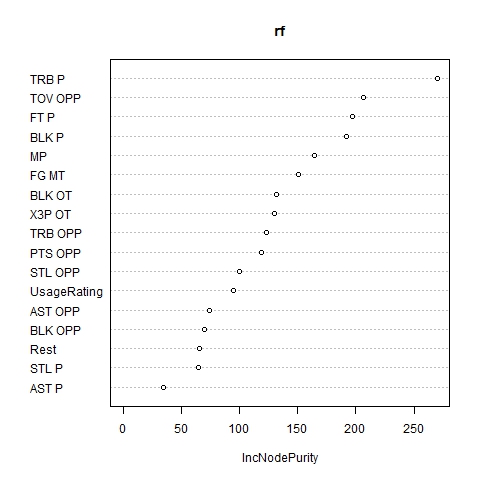 rf
TRB P
TOV OPP
FT P
BLK P
MP
FG MT
BLK OT
X3P OT
TRB OPP
PTS OPP
STL OPP
UsageRating
AST OPP
BLK OPP
Rest
STL P
AST P
0 50 100 150 200 250
IncNodePurity